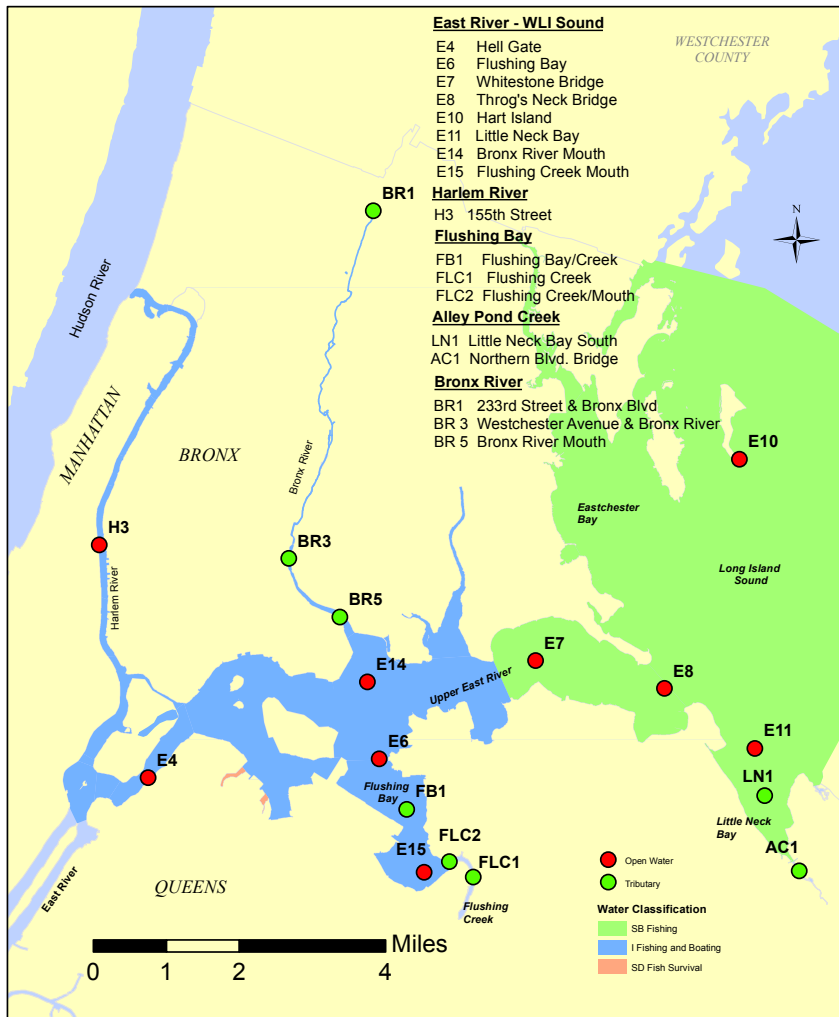 East River - WLI Sound
E4 Hell Gate
E6 Flushing Bay
E7 Whitestone Bridge
E8 Throg's Neck Bridge
E10 Hart Island
E11 Little Neck Bay
E14 Bronx River Mouth
E15 Flushing Creek Mouth
Harlem River
H3 155th Street
Flushing Bay
FB1 Flushing Bay/Creek
FLC1 Flushing Creek
FLC2 Flushing Creek/Mouth
Alley Pond Creek
LN1 Little Neck Bay South
AC1 Northern Blvd. Bridge
Bronx River
BR1 233rd Street & Bronx Blvd
BR 3 Westchester Avenue & Bronx River
BR 5 Bronx River Mouth
WESTCHESTER
COUNTY
N
BR1
Hudson River
MANHATTAN
BRONX
Bronx River
E10
Eastchester
Bay
H3
BR3
Long Island
Sound
Harlem River
BR5
E7
E14
E8
Upper East River
E11
E6
E4
LN1
Flushing
Bay
FB1
Little Neck
Bay
FLC2
E15
FLC1
AC1
East River
QUEENS
Flushing
Creek
Open Water
Tributary
Water Classification
SB Fishing
I Fishing and Boating
SD Fish Survival
Miles
0 1 2 4